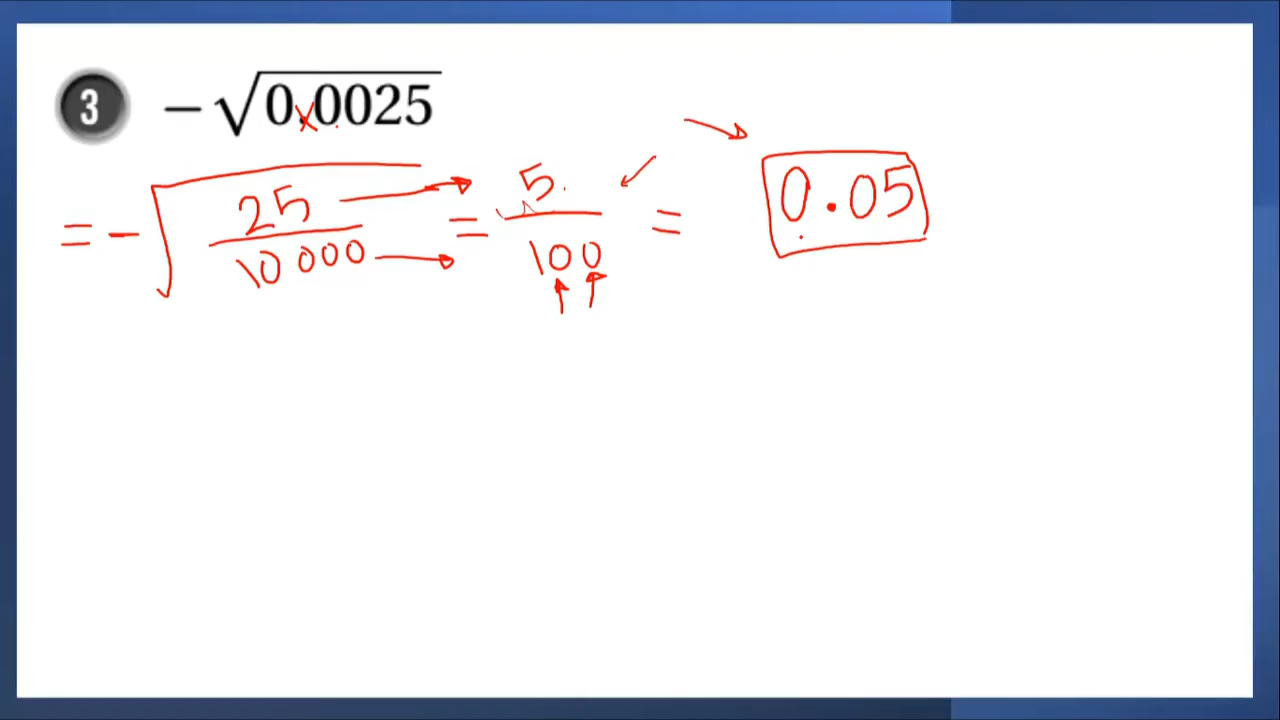 3 −√0.0025
= −√25/10000 = 5/100 = 0.05